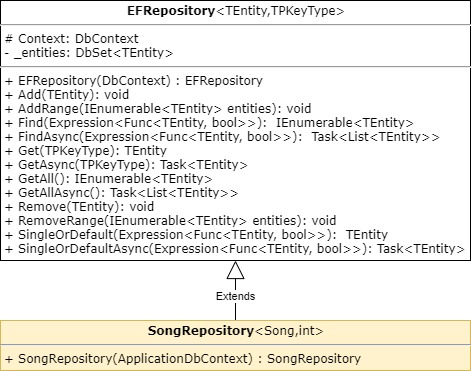 EFRepository<TEntity,TPKeyType>
# Context: DbContext
- _entities: DbSet<TEntity>
+ EFRepository(DbContext) : EFRepository
+ Add(TEntity): void
+ AddRange(IEnumerable<TEntity> entities): void
+ Find(Expression<Func<TEntity, bool>>): IEnumerable<TEntity>
+ FindAsync(Expression<Func<TEntity, bool>>): Task<List<TEntity>>
+ Get(TPKeyType): TEntity
+ GetAsync(TPKeyType): Task<TEntity>
+ GetAll(): IEnumerable<TEntity>
+ GetAllAsync(): Task<List<TEntity>>
+ Remove(TEntity): void
+ RemoveRange(IEnumerable<TEntity> entities): void
+ SingleOrDefault(Expression<Func<TEntity, bool>>): TEntity
+ SingleOrDefaultAsync(Expression<Func<TEntity, bool>>): Task<TEntity>
Extends
SongRepository<Song,int>
+ SongRepository(ApplicationDbContext) : SongRepository